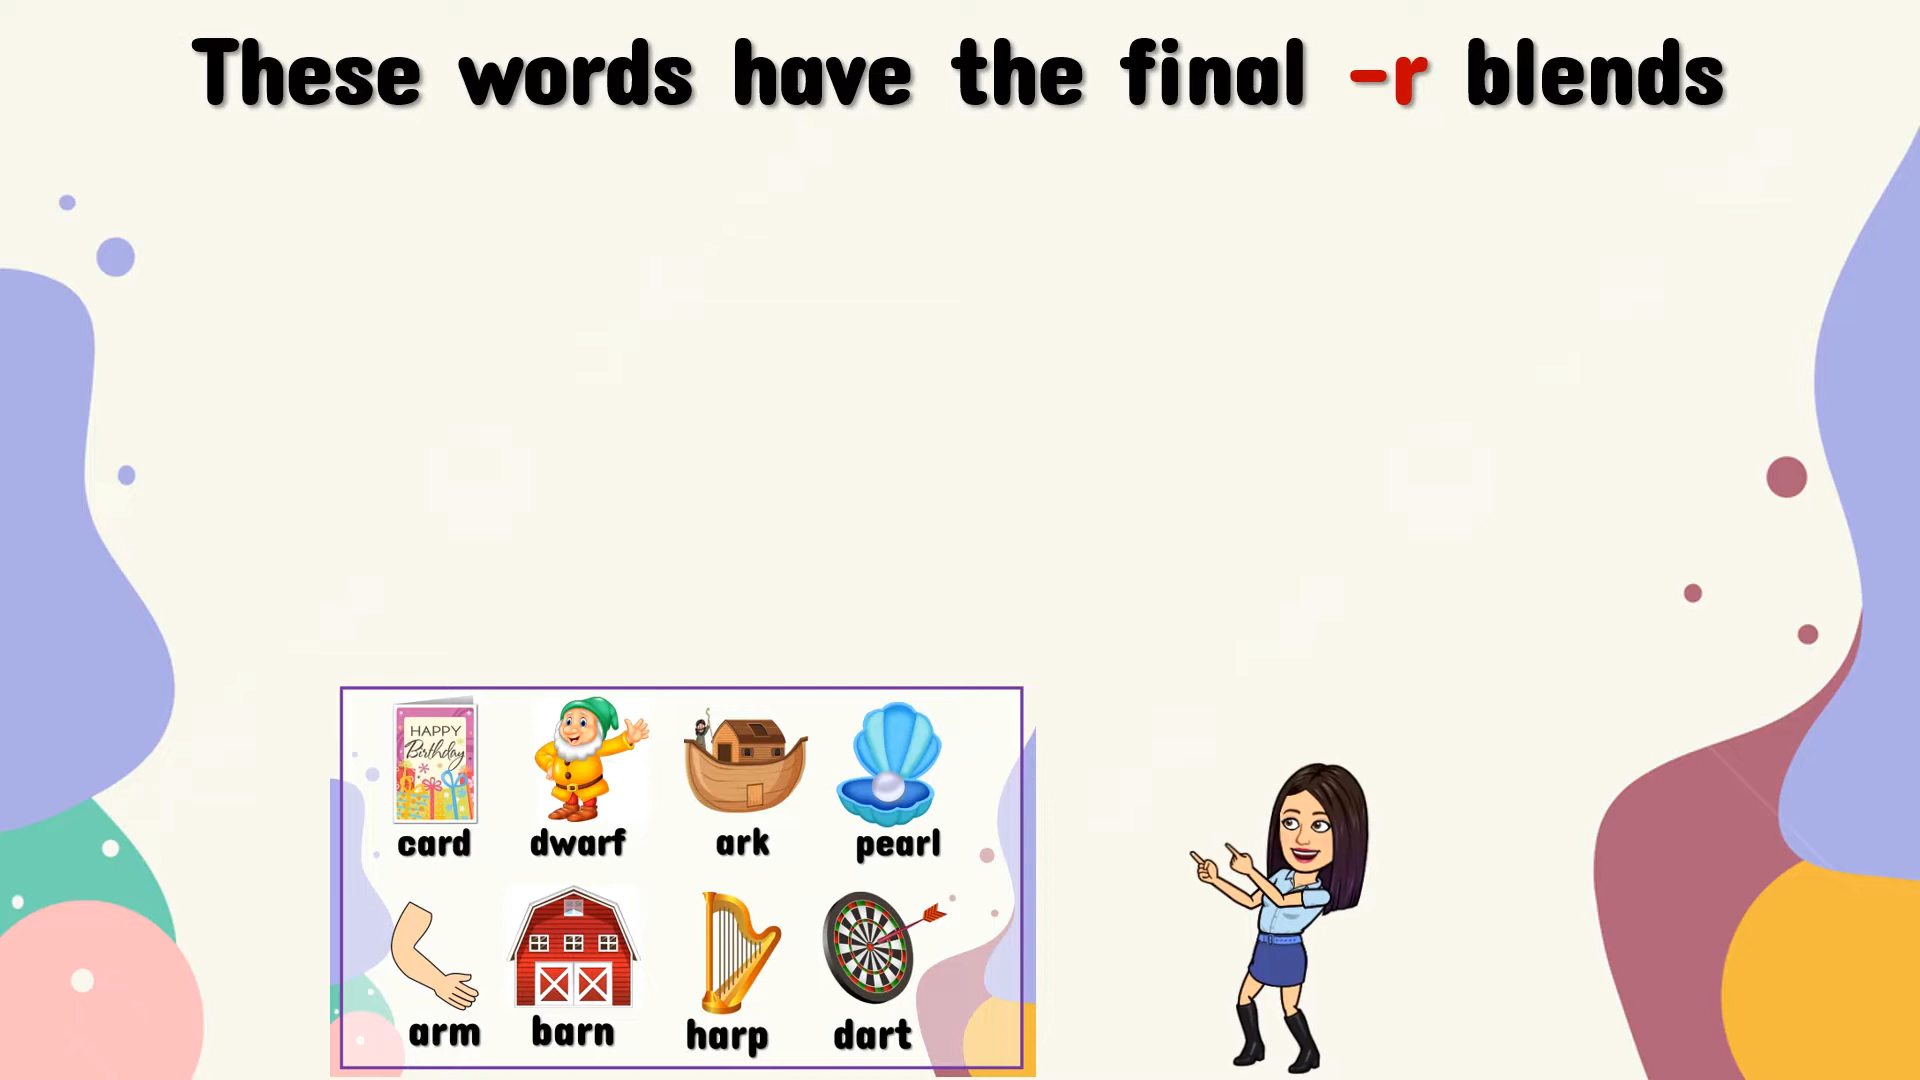 These words have the final -r blends
HAPPY
Birthday
card dwarf ark pearl
arm barn harp dart